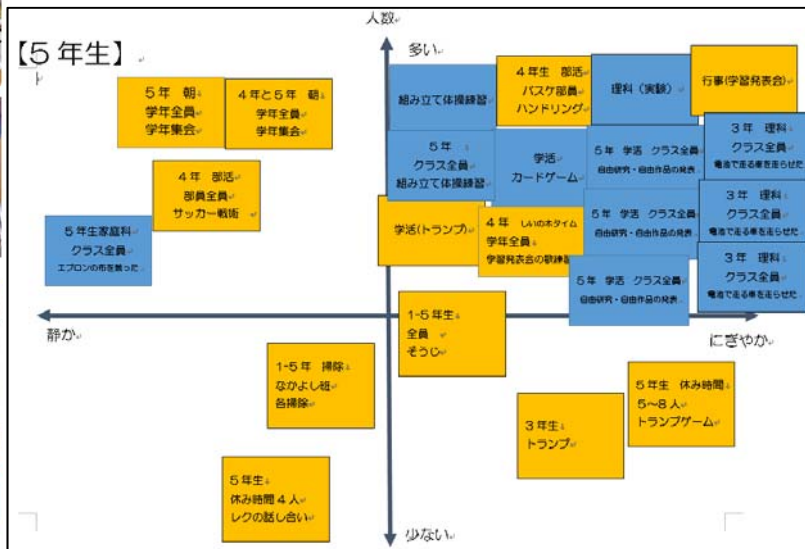 人数
【5年生】
多い
5年 朝
学年全員
学年集会
4年と5年 朝
学年全員
学年集会
組み立て体操練習
4年生 部活
バスケ部員
ハンドリング
理科(実験)
行事(学習発表会)
5年
クラス全員
組み立て体操練習
学活
カードゲーム
5年 学活 クラス全員
自由研究・自由作品の発表
3年 理科
クラス全員
電池で走る車を走らせた
4年 部活
部員全員
サッカー戦術
5年生家庭科
クラス全員
エプロンの布を裁った
学活(トランプ)
4年 しいの木タイム
学年全員
学習発表会の歌練習
5年 学活 クラス全員
自由研究・自由作品の発表
3年 理科
クラス全員
電池で走る車を走らせた
5年 学活 クラス全員
自由研究・自由作品の発表
3年 理科
クラス全員
電池で走る車を走らせた
静か
にぎやか
1-5年生
全員
そうじ
1-5年 掃除
なかよし班
各掃除
3年生
トランプ
5年生 休み時間
5~8人
トランプゲーム
5年生
休み時間4人
レクの話し合い
少ない